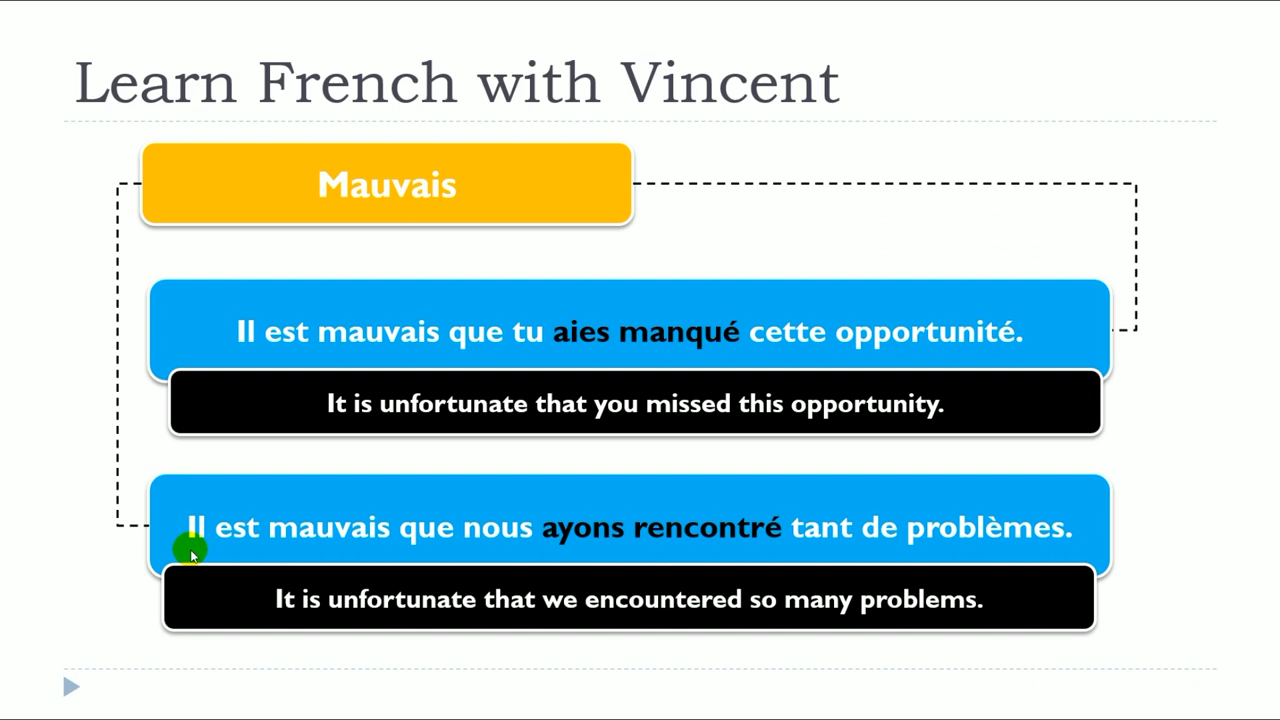 Learn French with Vincent
Mauvais
Il est mauvais que tu aies manqué cette opportunité.
It is unfortunate that you missed this opportunity.
Il est mauvais que nous ayons rencontré tant de problèmes.
It is unfortunate that we encountered so many problems.